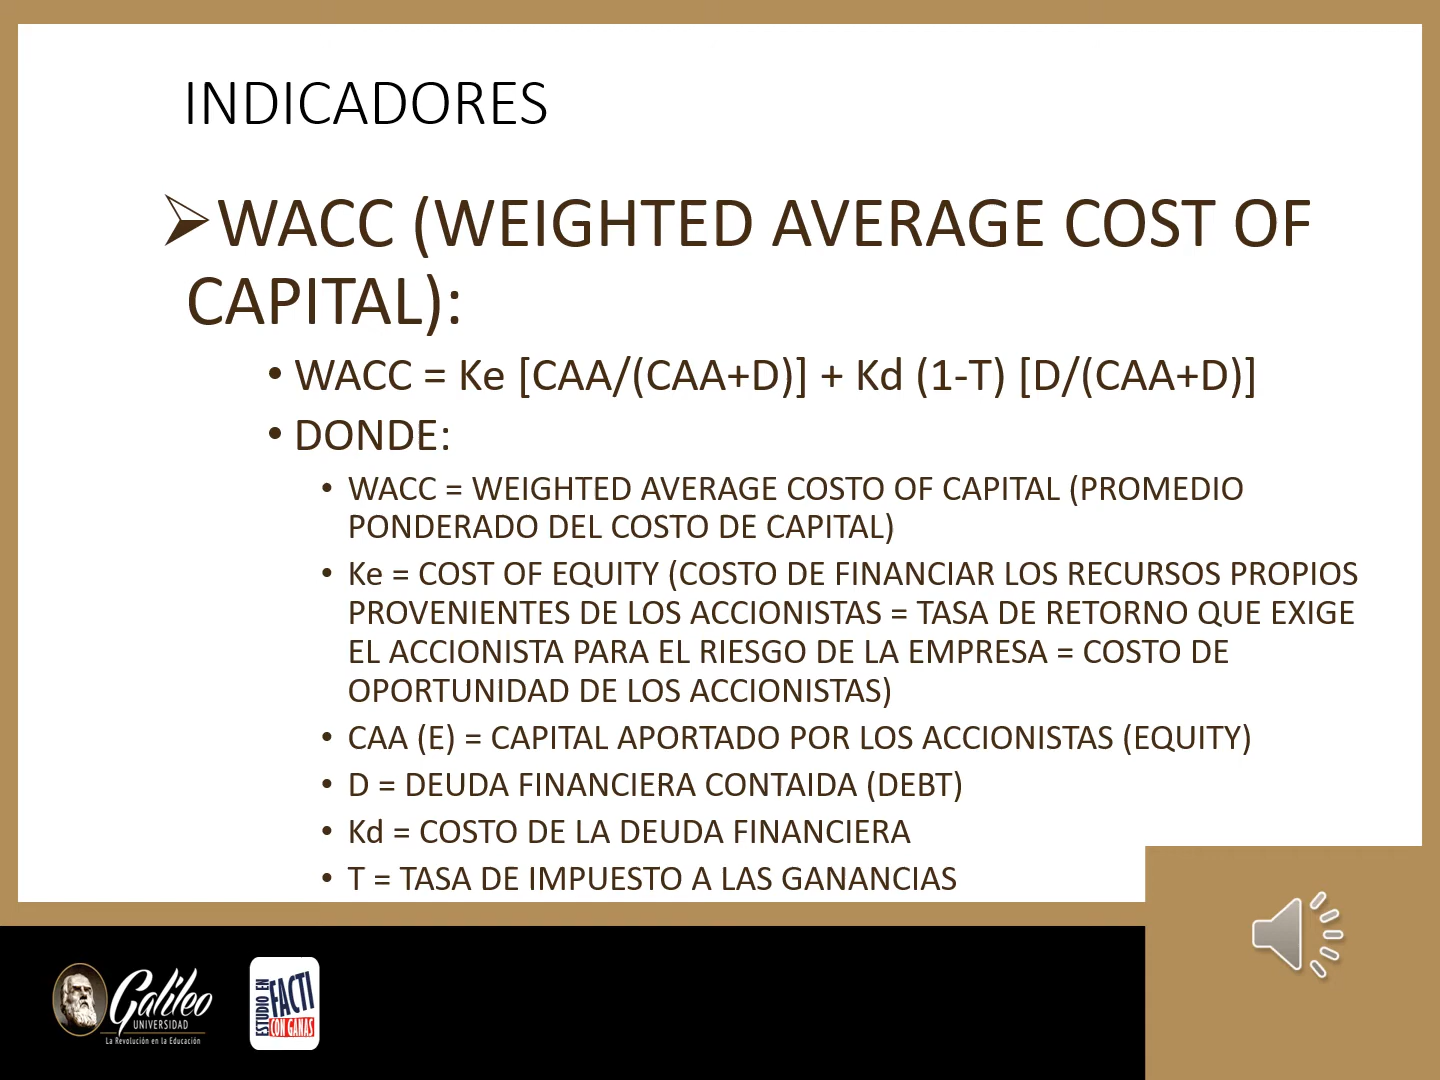 INDICADORES
➢WACC (WEIGHTED AVERAGE COST OF
CAPITAL):
• WACC = Ke [CAA/(CAA+D)] + Kd (1-T) [D/(CAA+D)]
• DONDE:
• WACC = WEIGHTED AVERAGE COSTO OF CAPITAL (PROMEDIO
PONDERADO DEL COSTO DE CAPITAL)
• Ke = COST OF EQUITY (COSTO DE FINANCIAR LOS RECURSOS PROPIOS
PROVENIENTES DE LOS ACCIONISTAS = TASA DE RETORNO QUE EXIGE
EL ACCIONISTA PARA EL RIESGO DE LA EMPRESA = COSTO DE
OPORTUNIDAD DE LOS ACCIONISTAS)
• CAA (E) = CAPITAL APORTADO POR LOS ACCIONISTAS (EQUITY)
• D = DEUDA FINANCIERA CONTAIDA (DEBT)
• Kd = COSTO DE LA DEUDA FINANCIERA
• T = TASA DE IMPUESTO A LAS GANANCIAS
Galileo
UNIVERSIDAD
La Revolución en la Educación
ESTUDIO EN
FACTI
CON GANAS